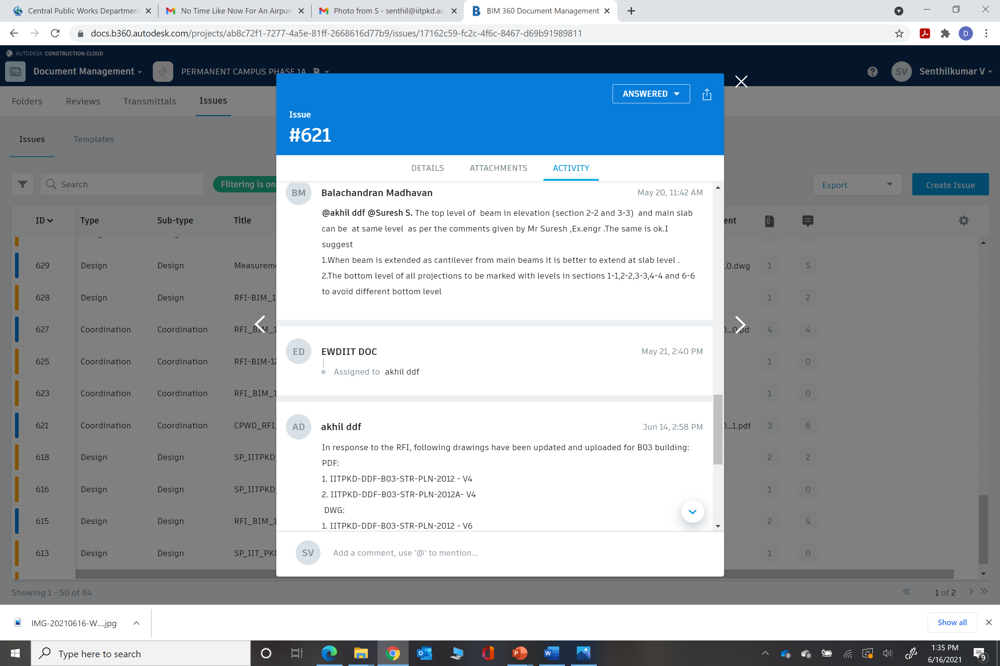 Central Public Works Department
No Time Like Now For An Airpuri
Photo from S - senthil@iitpkd.ac.
BIM 360 Document Management
docs.b360.autodesk.com/projects/ab8c72f1-7277-4a5e-81ff-2668616d77b9/issues/17162c59-fc2c-4f6c-8467-d69b91989811
D
AUTODESK® CONSTRUCTION CLOUD
Document Management
PERMANENT CAMPUS PHASE 1A
SV Senthilkumar V
Folders Reviews Transmittals Issues
ANSWERED
Issue
#621
Issues Templates
DETAILS ATTACHMENTS ACTIVITY
Search
Filtering is on
Export
Create Issue
ID Type Sub-type Title ent
629 Design Design Measureme .0.dwg 1 5
628 Design Design RFI-BIM_1 1 2
627 Coordination Coordination RFI_BIM_1 0...0.pdf 4 4
625 Coordination Coordination RFI-BIM-12 1 0
623 Coordination Coordination RFI_BIM_1 1 0
621 Coordination Coordination CPWD_RFI_ 0...1.pdf 3 6
618 Design Design SP_IITPKD_ 2 2
616 Design Design SP_IITPKD_ 1 0
615 Design Design RFI_BIM_1 2 4
613 Design Design SP_IIT_PKD 1 0
BM Balachandran Madhavan May 20, 11:42 AM
@akhil ddf @Suresh S. The top level of beam in elevation (section 2-2 and 3-3) and main slab
can be at same level as per the comments given by Mr Suresh ,Ex.engr .The same is ok.I
suggest
1.When beam is extended as cantilever from main beams it is better to extend at slab level .
2.The bottom level of all projections to be marked with levels in sections 1-1,2-2,3-3,4-4 and 6-6
to avoid different bottom level
ED EWDIIT DOC May 21, 2:40 PM
Assigned to akhil ddf
AD akhil ddf Jun 14, 2:58 PM
In response to the RFI, following drawings have been updated and uploaded for B03 building:
PDF:
1. IITPKD-DDF-B03-STR-PLN-2012 - V4
2. IITPKD-DDF-B03-STR-PLN-2012A- V4
DWG:
1. IITPKD-DDF-B03-STR-PLN-2012 - V6
SV Add a comment, use '@' to mention...
Showing 1 - 50 of 84
1 of 2
IMG-20210616-W....jpg
Show all
Type here to search
1:35 PM
6/16/2021
9